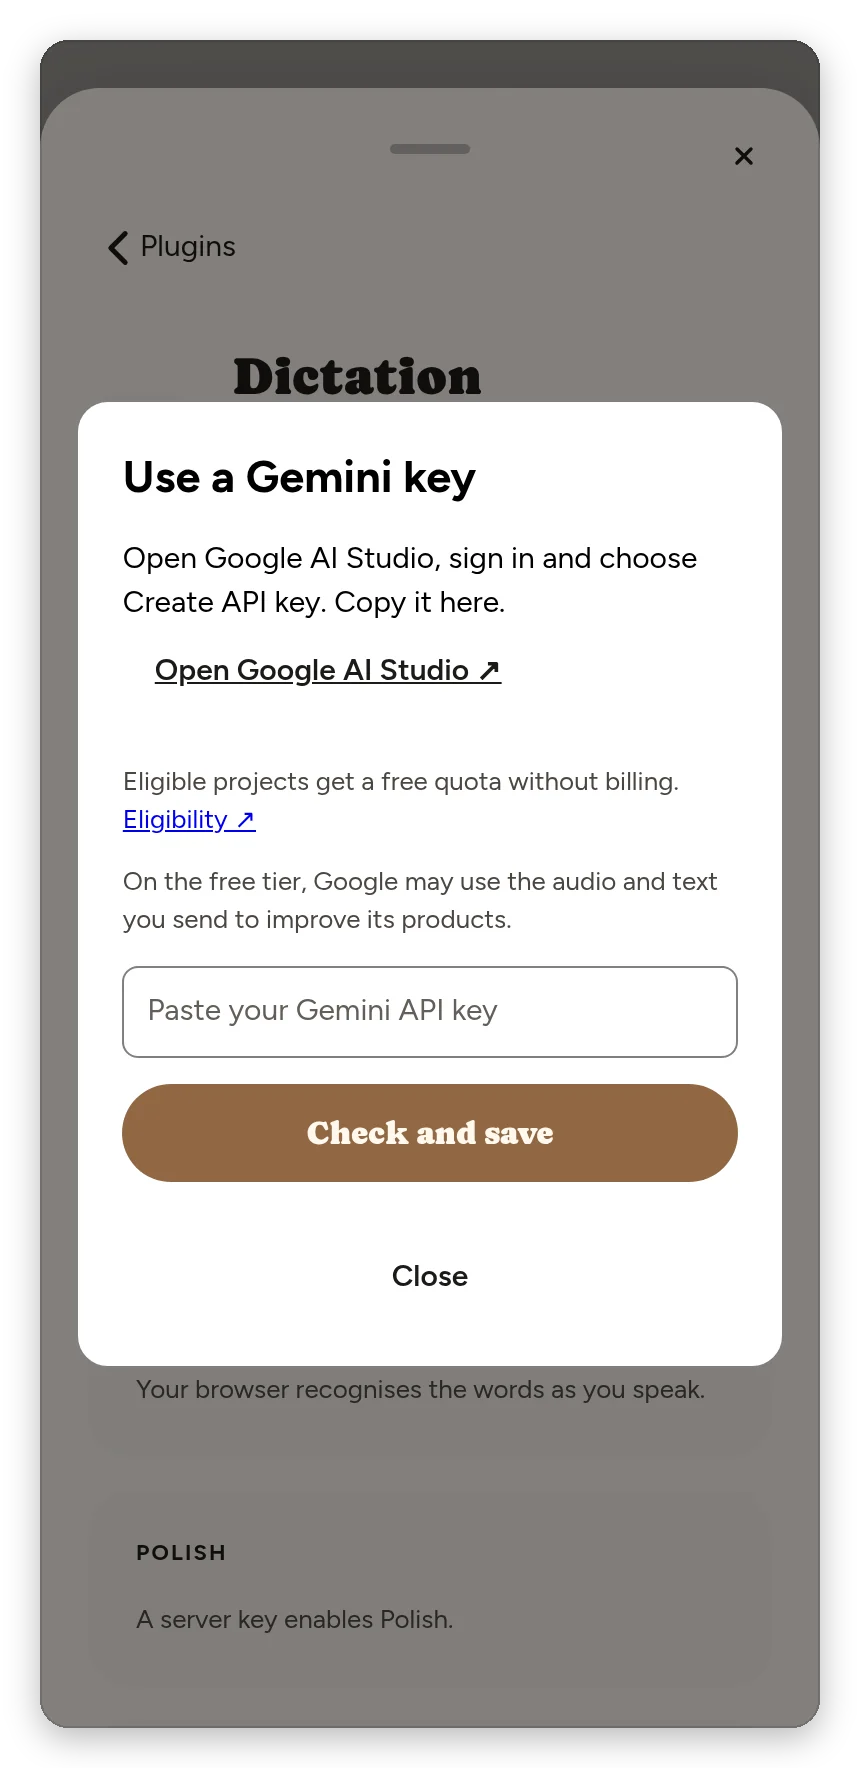 Plugins
Dictation
Use a Gemini key
Open Google AI Studio, sign in and choose
Create API key. Copy it here.
Open Google AI Studio ↗
Eligible projects get a free quota without billing.
Eligibility ↗
On the free tier, Google may use the audio and text
you send to improve its products.
Paste your Gemini API key
Check and save
Close
Your browser recognises the words as you speak.
POLISH
A server key enables Polish.